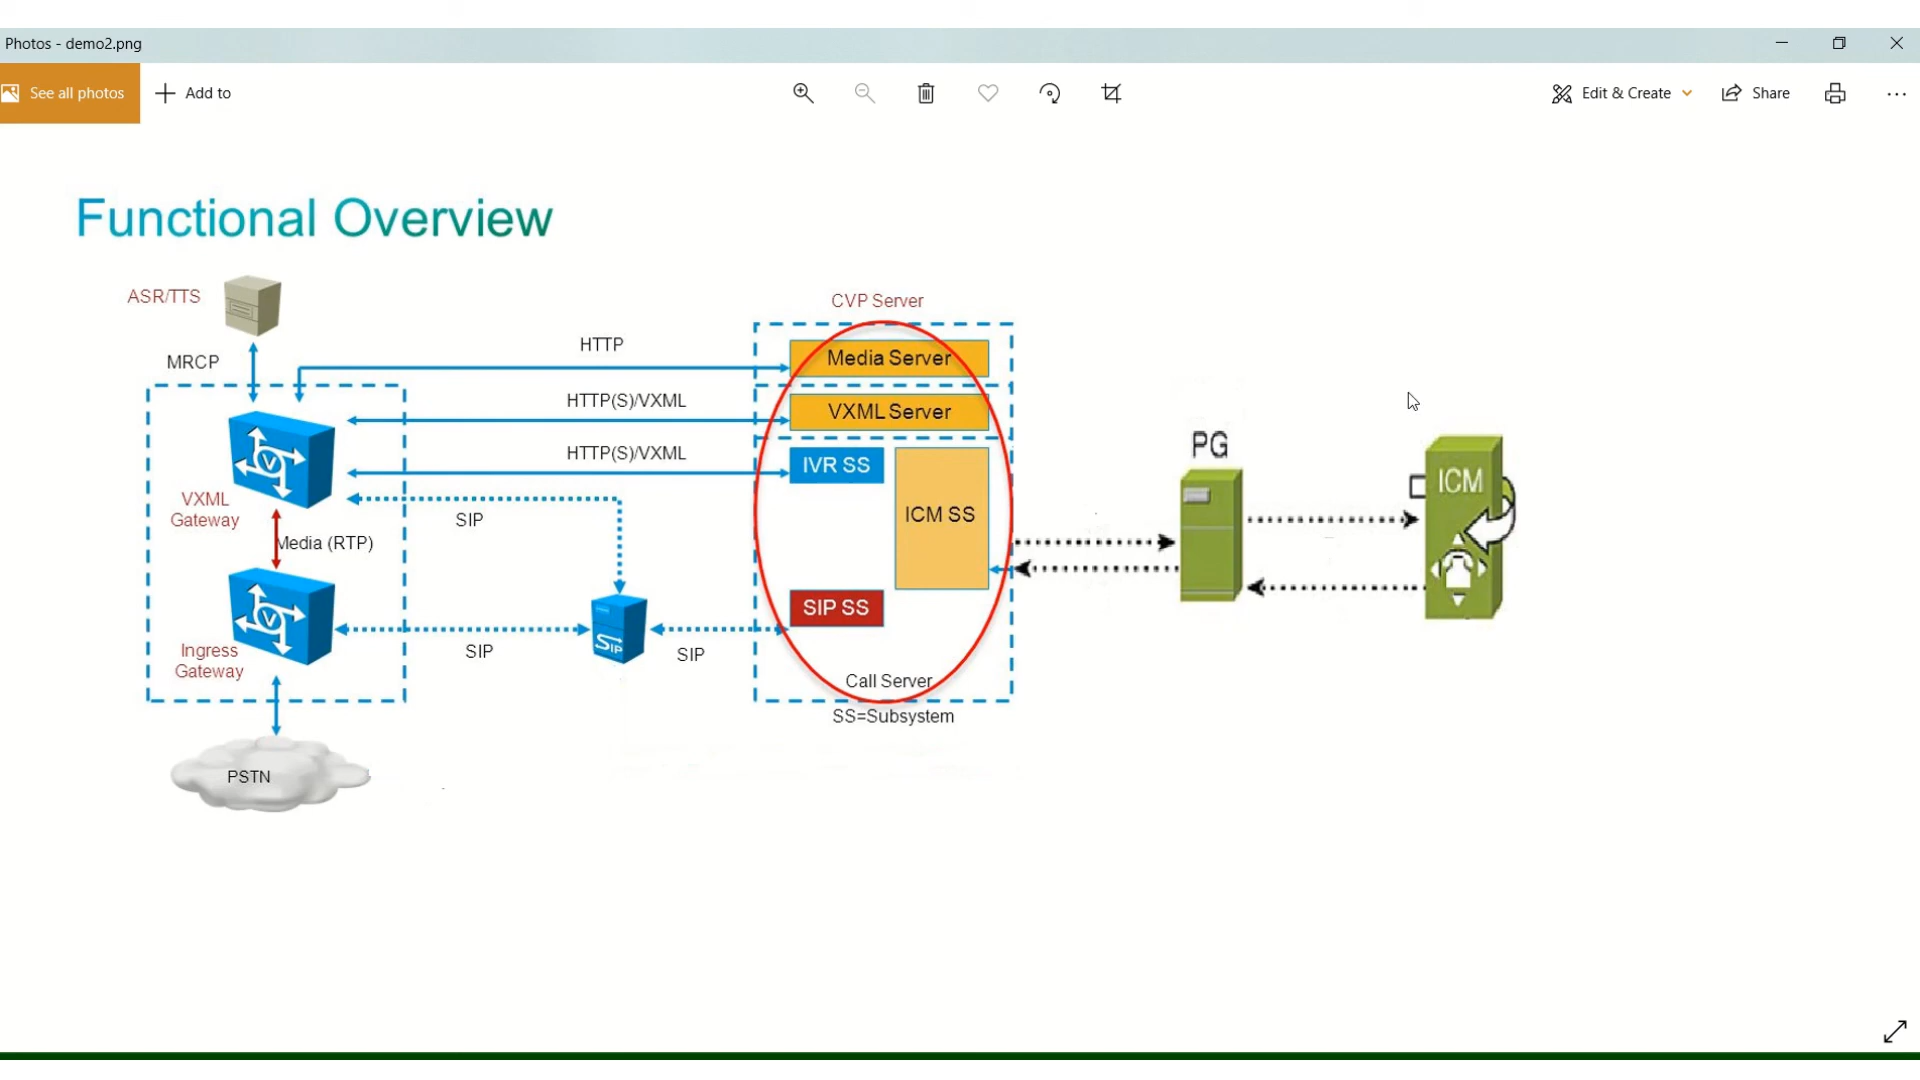 Photos - demo2.png
See all photos
Add to
Edit & Create
Share
Functional Overview
ASR/TTS
CVP Server
HTTP
Media Server
MRCP
HTTP(S)/VXML
VXML Server
HTTP(S)/VXML
IVR SS
ICM SS
PG
ICM
V
VXML
Gateway
SIP
Media (RTP)
V
SIP SS
Ingress
Gateway
SIP
SIP
SIP
Call Server
SS=Subsystem
PSTN